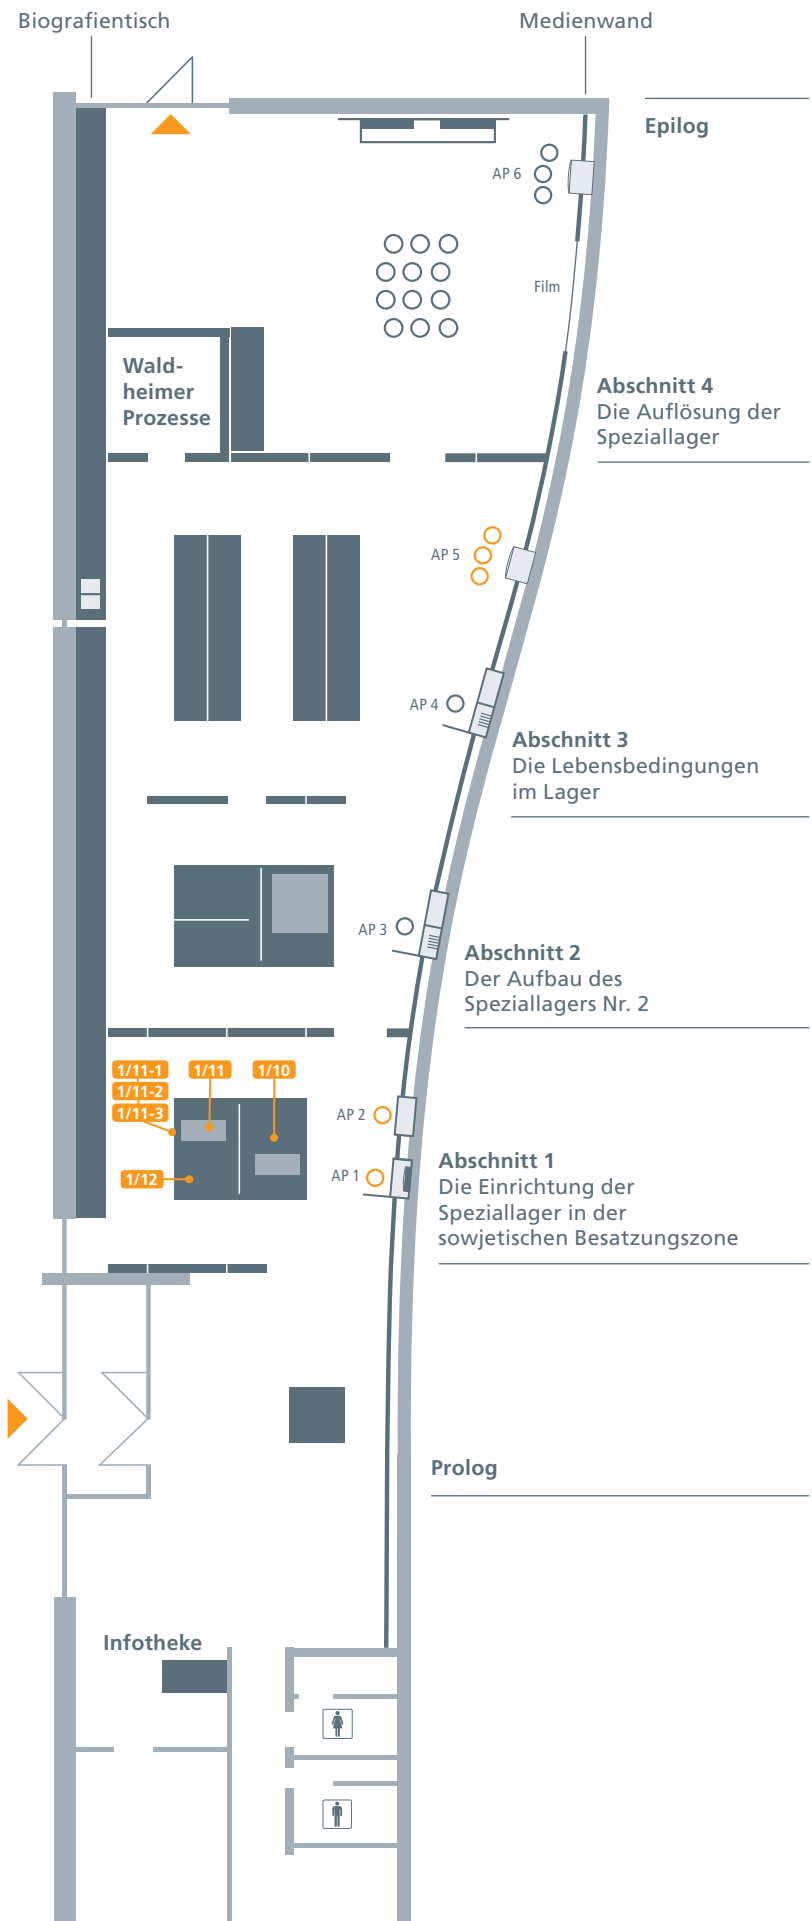 Biografientisch
Medienwand
Epilog
AP 6
Film
Wald-
heimer
Prozesse
Abschnitt 4
Die Auflösung der
Speziallager
AP 5
AP 4
Abschnitt 3
Die Lebensbedingungen
im Lager
AP 3
Abschnitt 2
Der Aufbau des
Speziallagers Nr. 2
1/11-1
1/11
1/10
1/11-2
1/11-3
AP 2
1/12
AP 1
Abschnitt 1
Die Einrichtung der
Speziallager in der
sowjetischen Besatzungszone
Prolog
Infotheke